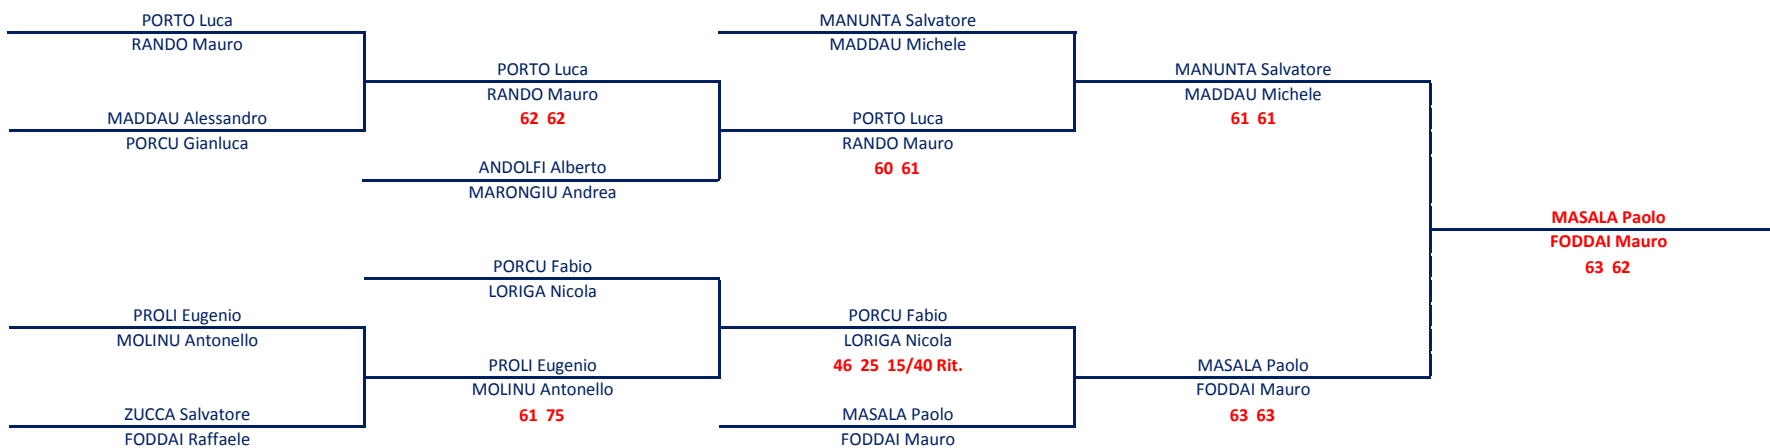 PORTO Luca
RANDO Mauro
MADDAU Alessandro
PORCU Gianluca
PROLI Eugenio
MOLINU Antonello
ZUCCA Salvatore
FODDAI Raffaele
PORTO Luca
RANDO Mauro
62 62
ANDOLFI Alberto
MARONGIU Andrea
PORCU Fabio
LORIGA Nicola
PROLI Eugenio
MOLINU Antonello
61 75
MANUNTA Salvatore
MADDAU Michele
PORTO Luca
RANDO Mauro
60 61
PORCU Fabio
LORIGA Nicola
46 25 15/40 Rit.
MASALA Paolo
FODDAI Mauro
MANUNTA Salvatore
MADDAU Michele
61 61
MASALA Paolo
FODDAI Mauro
63 63
MASALA Paolo
FODDAI Mauro
63 62